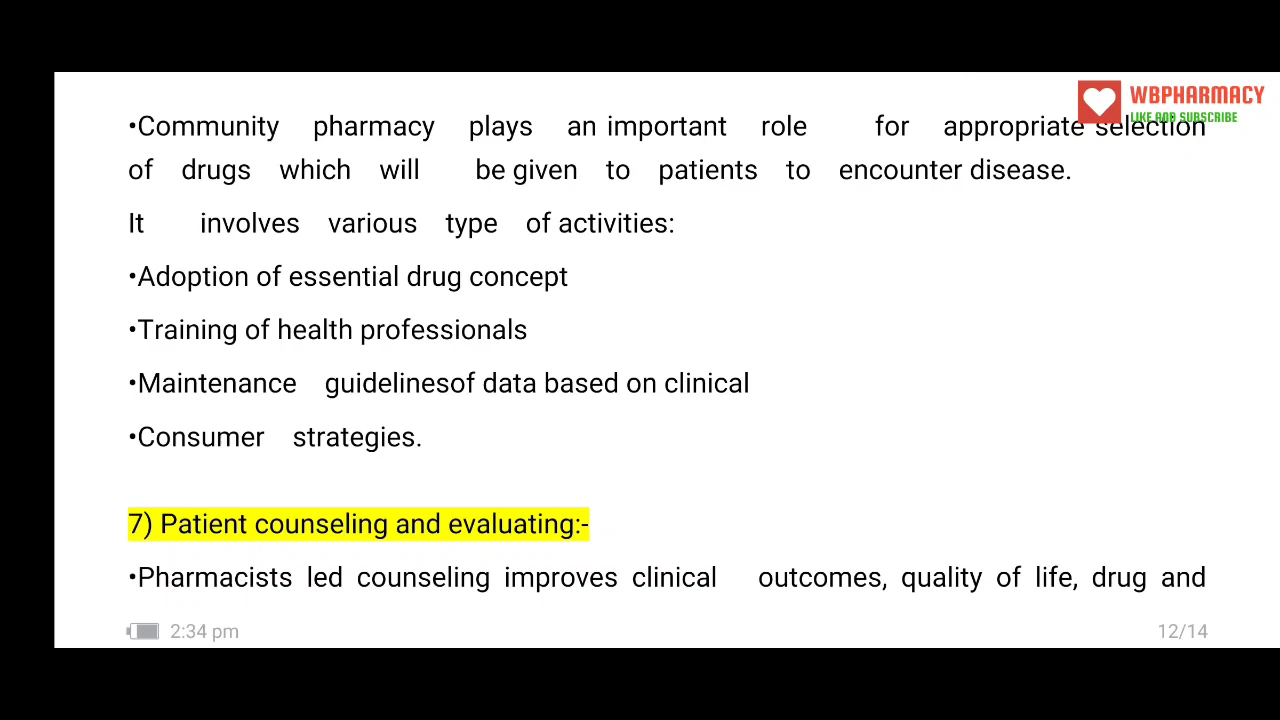 WBPHARMACY
LIKE AND SUBSCRIBE
•Community pharmacy plays an important role for appropriate selection
of drugs which will be given to patients to encounter disease.
It involves various type of activities:
•Adoption of essential drug concept
•Training of health professionals
•Maintenance guidelinesof data based on clinical
•Consumer strategies.
7) Patient counseling and evaluating:-
•Pharmacists led counseling improves clinical outcomes, quality of life, drug and
2:34 pm
12/14